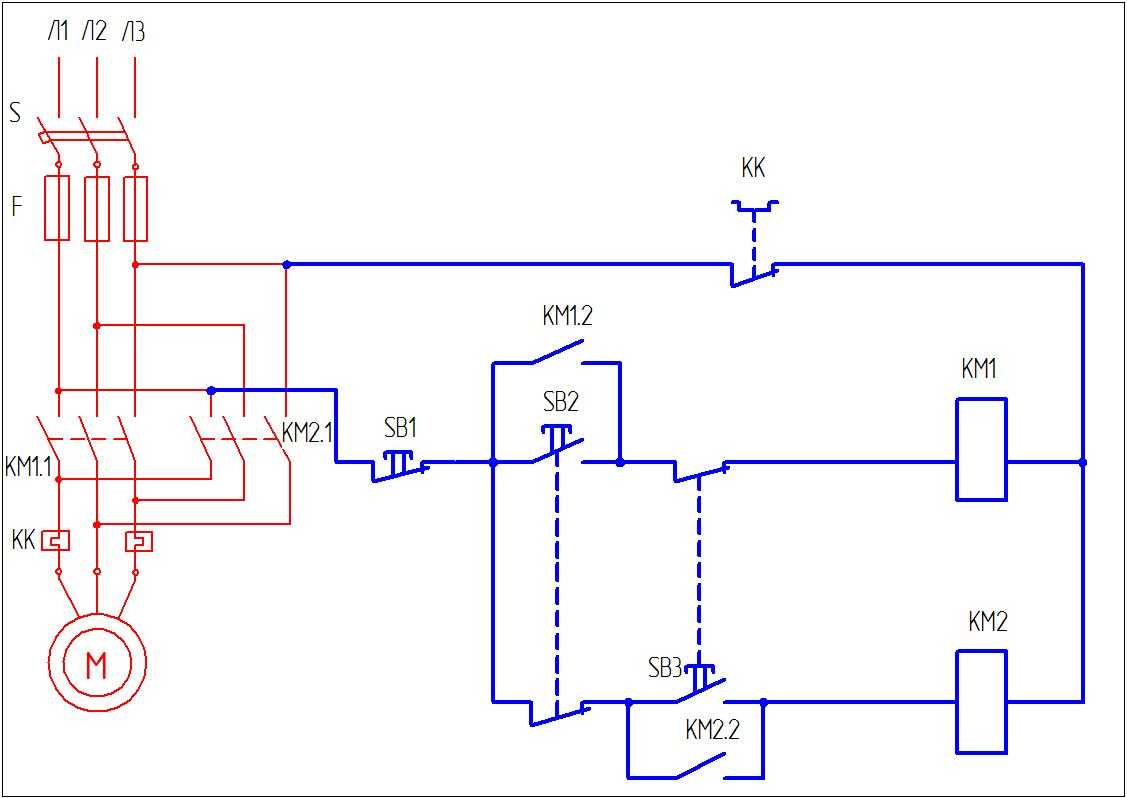 Л1 Л2 Л3
S
KK
F
KM1.2
KM1
SB2
SB1
KM2.1
KM1.1
KK
KM2
M
SB3
KM2.2